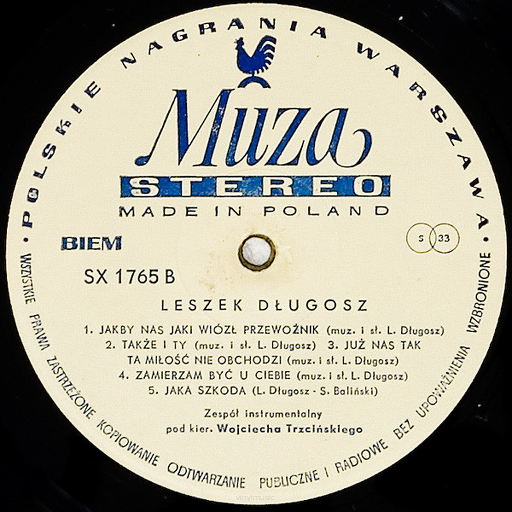 • POLSKIE NAGRANIA WARSZAWA •
Muza
STEREO
MADE IN POLAND
BIEM
S 33
SX 1765 B
LESZEK DŁUGOSZ
1. JAKBY NAS JAKI WIÓZŁ PRZEWOŹNIK (muz. i sł. L. Długosz)
2. TAKŻE I TY (muz. i sł. L. Długosz) 3. JUŻ NAS TAK
TA MIŁOŚĆ NIE OBCHODZI (muz. i sł. L. Długosz)
4. ZAMIERZAM BYĆ U CIEBIE (muz. i sł. L. Długosz)
5. JAKA SZKODA (L. Długosz - S. Baliński)
Zespół instrumentalny
pod kier. Wojciecha Trzcińskiego
WSZYSTKIE PRAWA ZASTRZEŻONE KOPIOWANIE ODTWARZANIE PUBLICZNE I RADIOWE BEZ UPOWAŻNIENIA WZBRONIONE